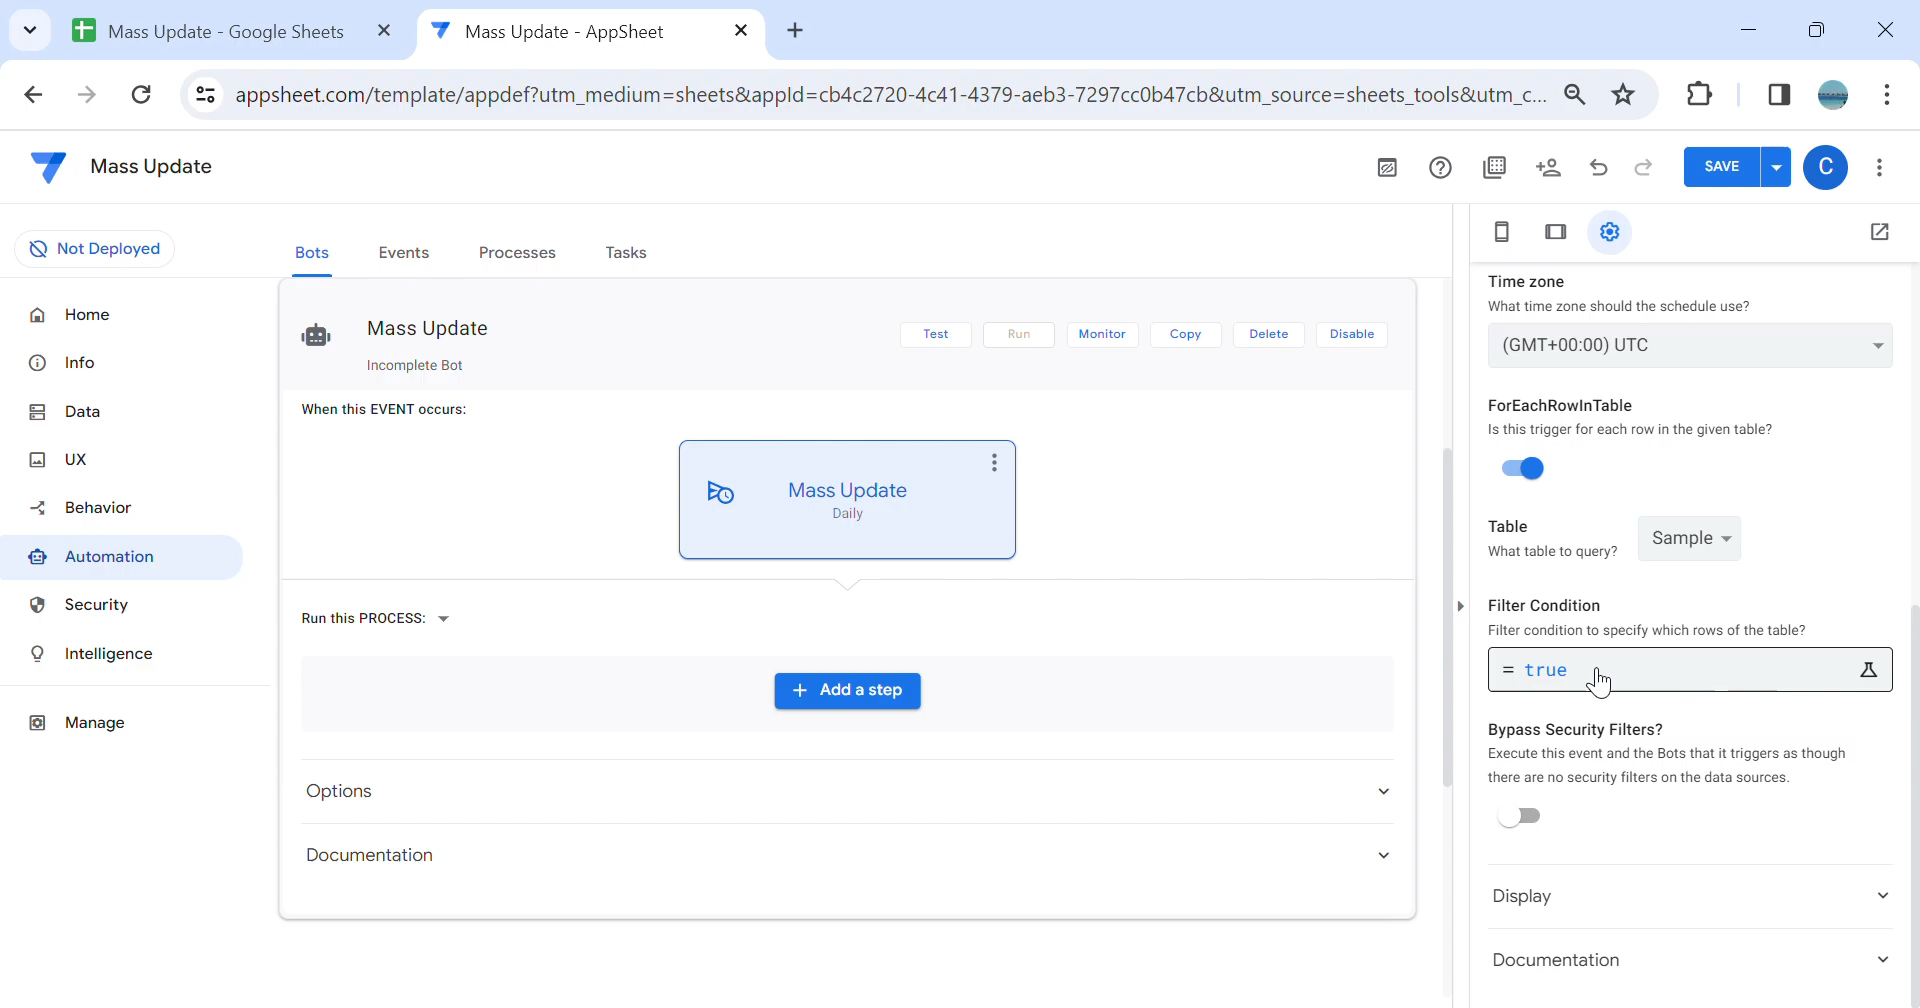 Mass Update - Google Sheets
Mass Update - AppSheet
appsheet.com/template/appdef?utm_medium=sheets&appId=cb4c2720-4c41-4379-aeb3-7297cc0b47cb&utm_source=sheets_tools&utm_c...
Mass Update
SAVE
C
Not Deployed
Bots
Events
Processes
Tasks
Home
Info
Data
UX
Behavior
Automation
Security
Intelligence
Manage
Mass Update
Incomplete Bot
Test
Run
Monitor
Copy
Delete
Disable
When this EVENT occurs:
Mass Update
Daily
Run this PROCESS:
+ Add a step
Options
Documentation
Time zone
What time zone should the schedule use?
(GMT+00:00) UTC
ForEachRowInTable
Is this trigger for each row in the given table?
Table
What table to query?
Sample
Filter Condition
Filter condition to specify which rows of the table?
= true
Bypass Security Filters?
Execute this event and the Bots that it triggers as though
there are no security filters on the data sources.
Display
Documentation